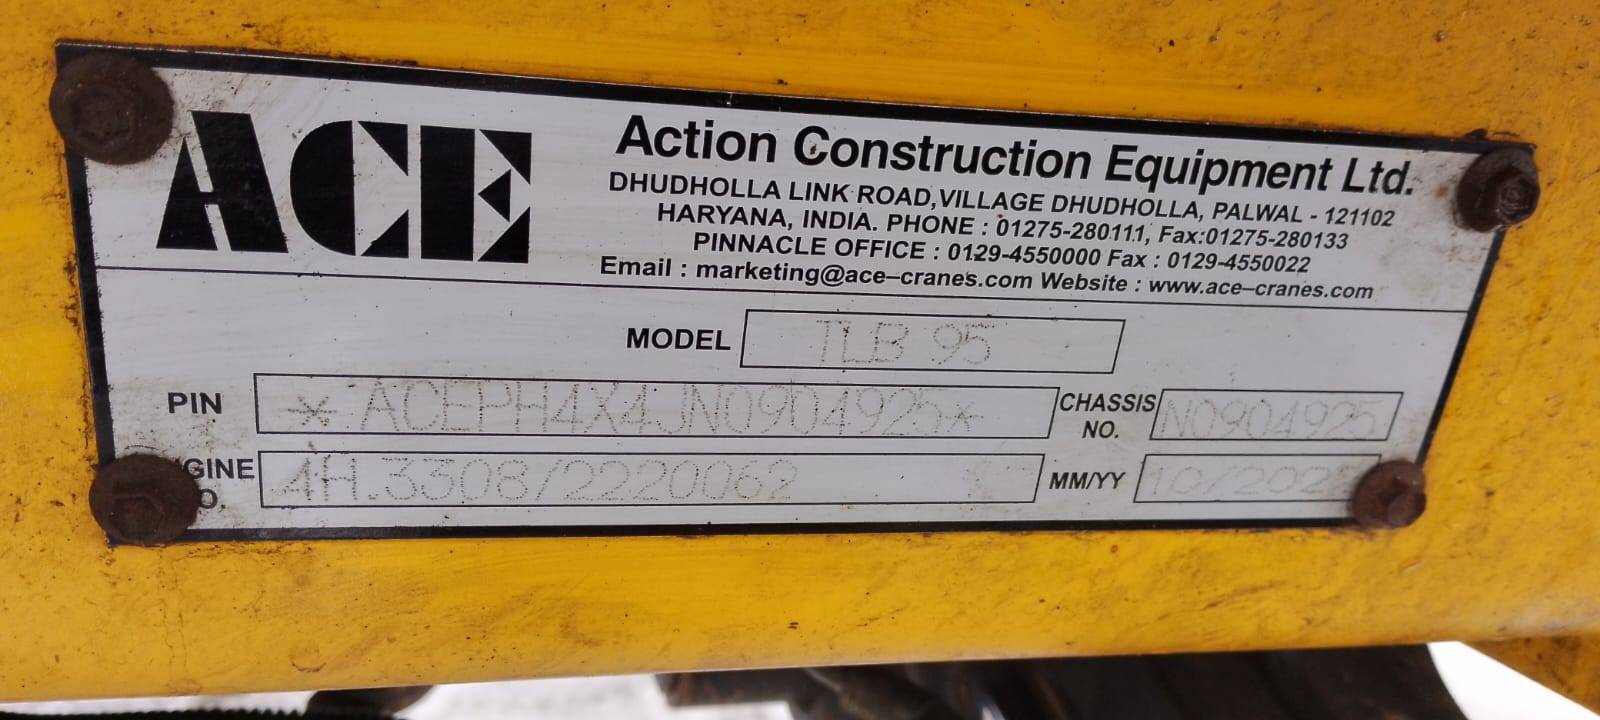 ACE
Action Construction Equipment Ltd.
DHUDHOLLA LINK ROAD,VILLAGE DHUDHOLLA, PALWAL - 121102
HARYANA, INDIA. PHONE : 01275-280111, Fax:01275-280133
PINNACLE OFFICE : 0129-4550000 Fax : 0129-4550022
Email : marketing@ace-cranes.com Website : www.ace-cranes.com
MODEL TLB 95
PIN *ACEPH4X4JN0904925* CHASSIS NO. N0904925
4H.3308/2220062 MM/YY